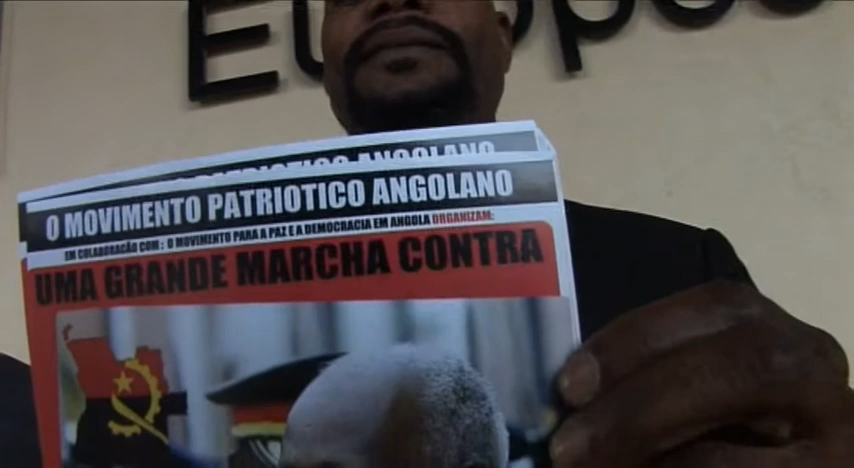 O MOVIMENTO PATRIOTICO ANGOLANO
EM COLABORAÇÃO COM: O MOVIMENTO PARA A PAZ E A DEMOCRACIA EM ANGOLA ORGANIZAM:
UMA GRANDE MARCHA CONTRA